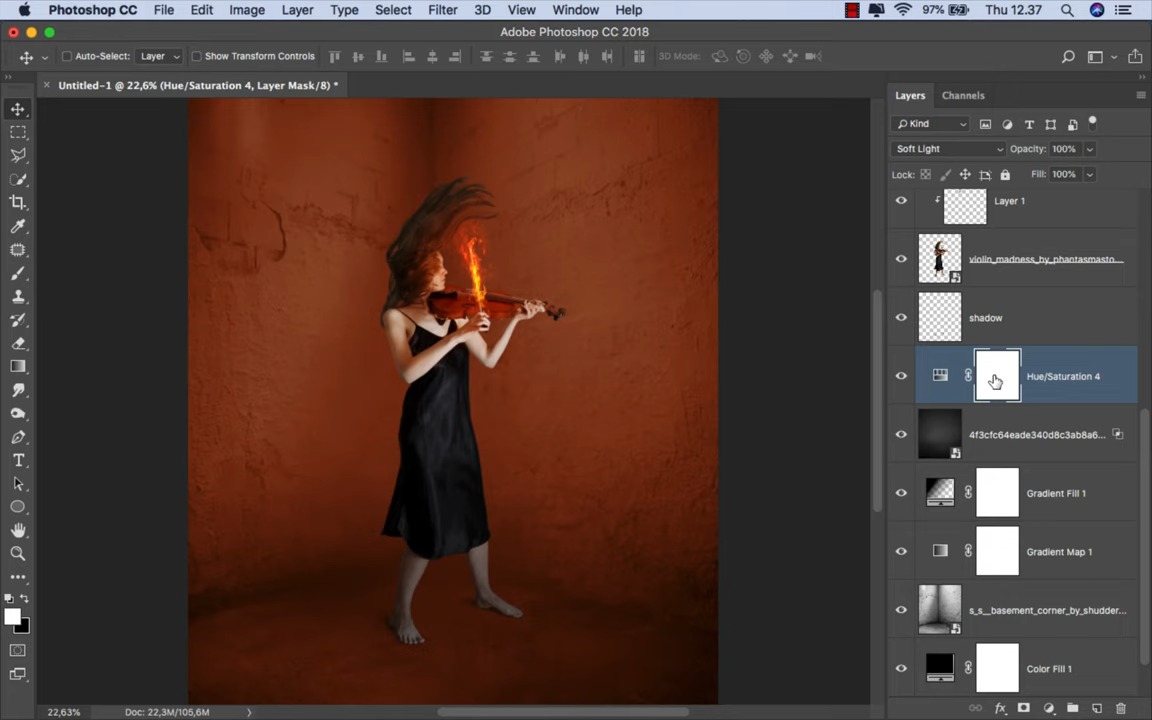 Photoshop CC File Edit Image Layer Type Select Filter 3D View Window Help 97% Thu 12.37
Adobe Photoshop CC 2018
Auto-Select: Layer Show Transform Controls 3D Mode:
Untitled-1 @ 22,6% (Hue/Saturation 4, Layer Mask/8) *
Layers Channels
Kind
Soft Light Opacity: 100%
Lock: Fill: 100%
Layer 1
violin_madness_by_phantasmasto...
shadow
Hue/Saturation 4
4f3cfc64eade340d8c3ab8a6...
Gradient Fill 1
Gradient Map 1
s_s__basement_corner_by_shudder...
Color Fill 1
22,63% Doc: 22,3M/105,6M
fx